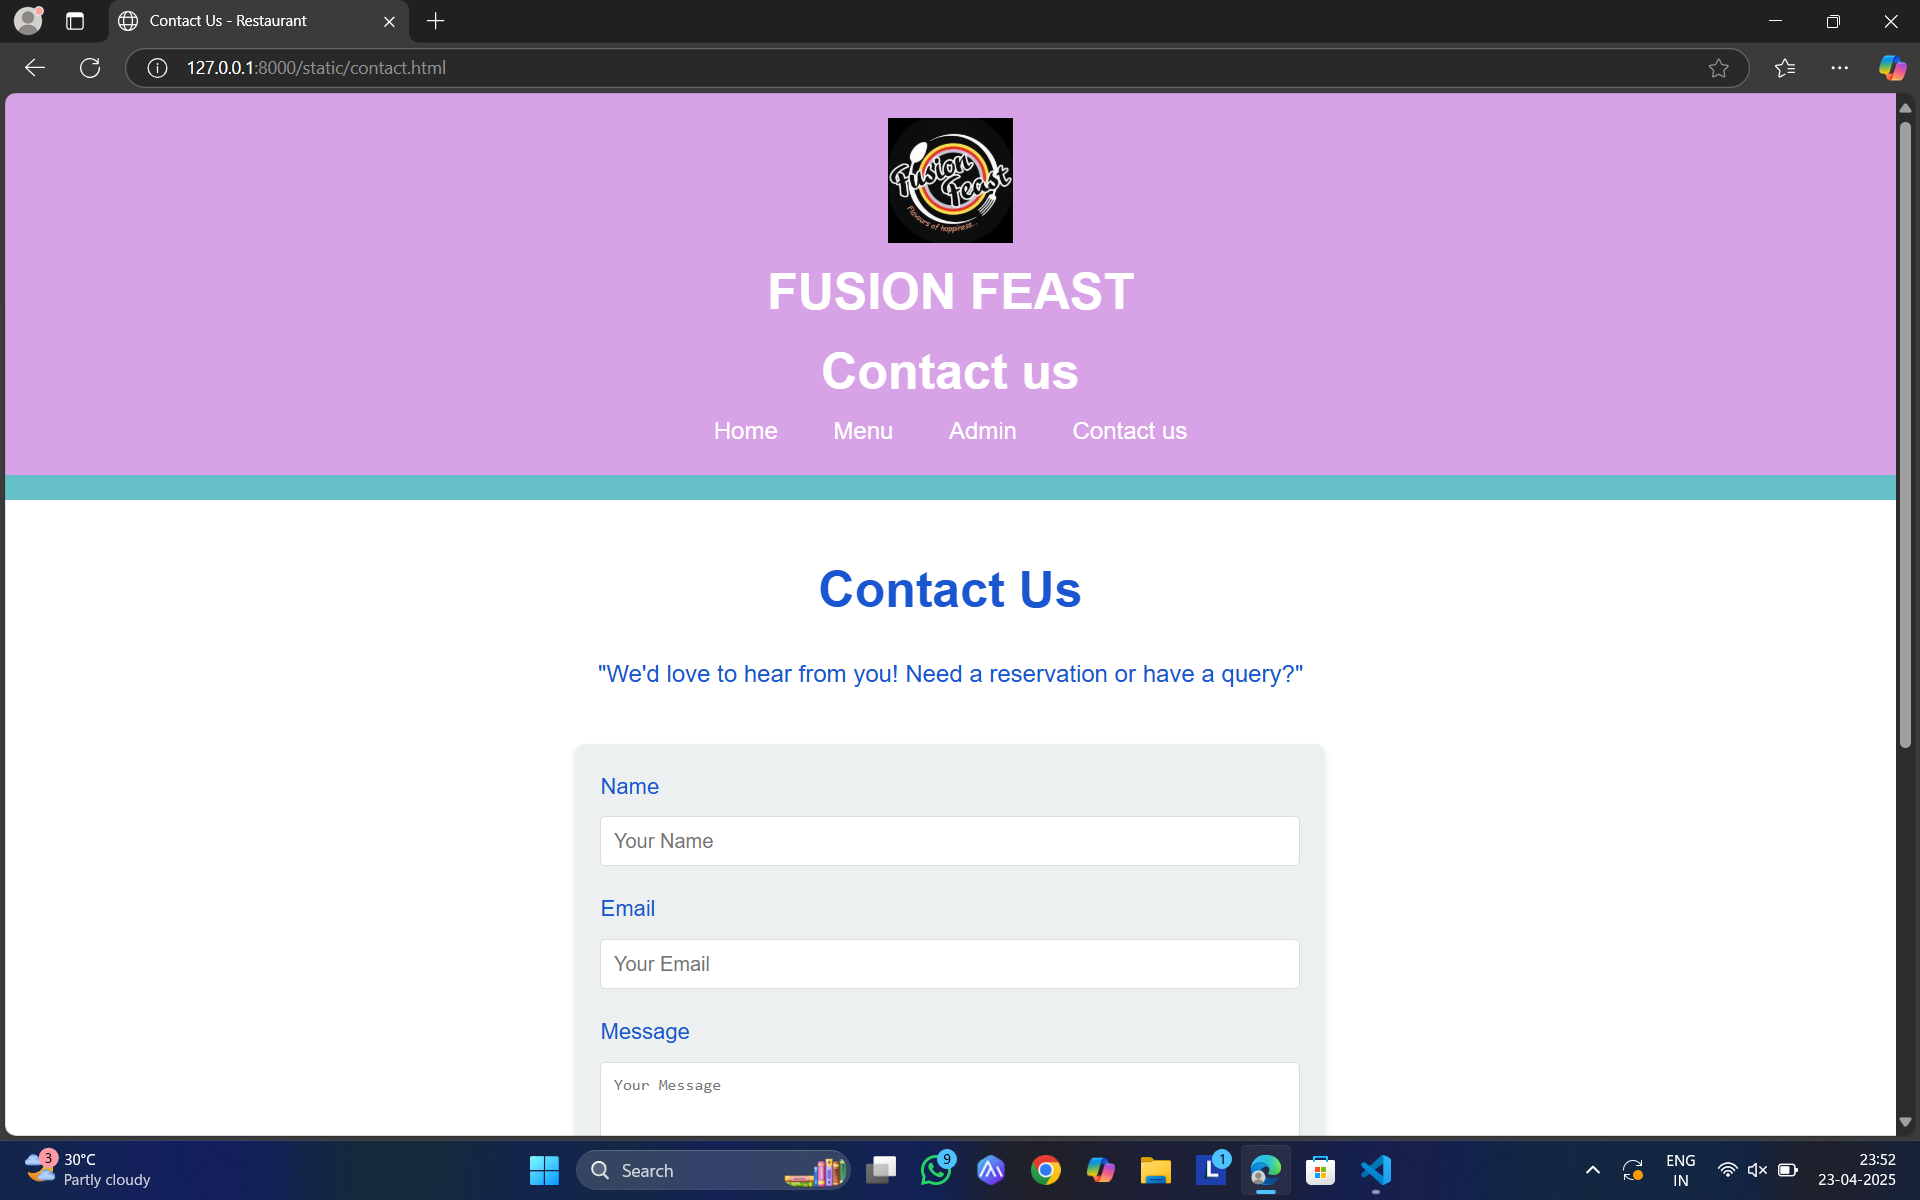 Contact Us - Restaurant
127.0.0.1:8000/static/contact.html
Fusion
Feast
Flavours of happiness...
FUSION FEAST
Contact us
Home Menu Admin Contact us
Contact Us
"We'd love to hear from you! Need a reservation or have a query?"
Name
Your Name
Email
Your Email
Message
Your Message
3
30°C
Partly cloudy
Search
9
L
1
ENG
IN
23:52
23-04-2025